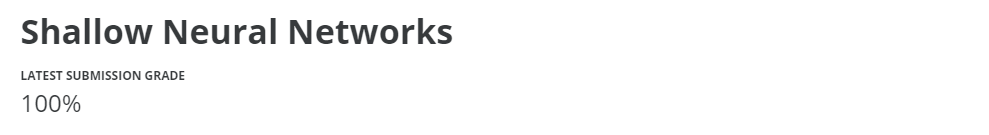 Shallow Neural Networks
LATEST SUBMISSION GRADE
100%